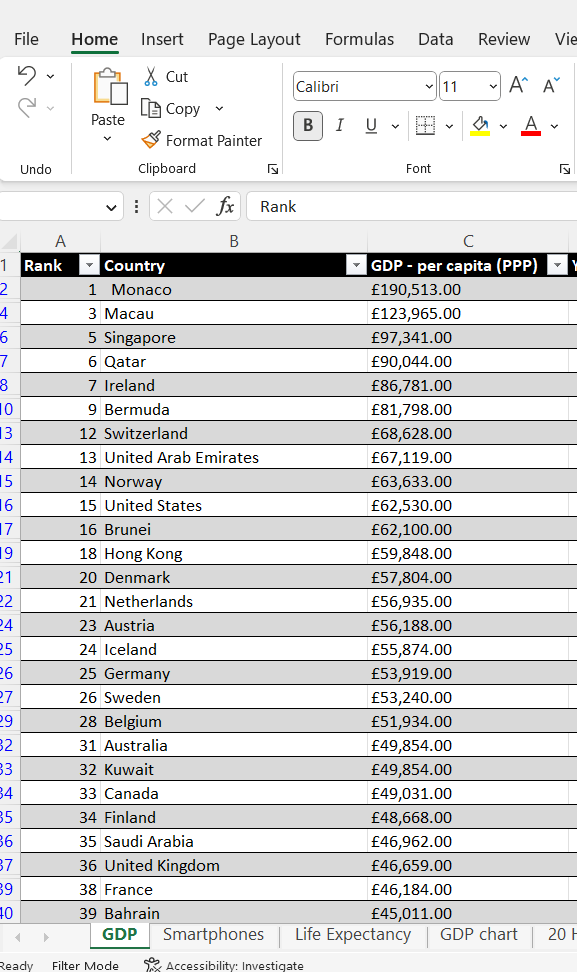 File Home Insert Page Layout Formulas Data Review Vie
Cut
Copy
Paste
Format Painter
Calibri 11 A A
B I U A
Undo Clipboard Font
fx Rank
A B C
1 Rank Country GDP - per capita (PPP) Y
2 1 Monaco £190,513.00
4 3 Macau £123,965.00
6 5 Singapore £97,341.00
7 6 Qatar £90,044.00
8 7 Ireland £86,781.00
10 9 Bermuda £81,798.00
13 12 Switzerland £68,628.00
14 13 United Arab Emirates £67,119.00
15 14 Norway £63,633.00
16 15 United States £62,530.00
17 16 Brunei £62,100.00
19 18 Hong Kong £59,848.00
21 20 Denmark £57,804.00
22 21 Netherlands £56,935.00
24 23 Austria £56,188.00
25 24 Iceland £55,874.00
26 25 Germany £53,919.00
27 26 Sweden £53,240.00
29 28 Belgium £51,934.00
32 31 Australia £49,854.00
33 32 Kuwait £49,854.00
34 33 Canada £49,031.00
35 34 Finland £48,668.00
36 35 Saudi Arabia £46,962.00
37 36 United Kingdom £46,659.00
39 38 France £46,184.00
40 39 Bahrain £45,011.00
GDP Smartphones Life Expectancy GDP chart 20 H
Ready Filter Mode Accessibility: Investigate